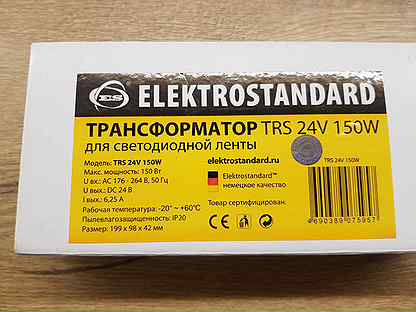 ES ELEKTROSTANDARD
ТРАНСФОРМАТОР TRS 24V 150W
для светодиодной ленты
Модель: TRS 24V 150W
Макс. мощность: 150 Вт
U вх.: AC 176 - 264 В, 50 Гц
U вых.: DC 24 В
I вых.: 6,25 А
Рабочая температура: -20° ~ +60°C
Пылевлагозащищенность: IP20
Размер: 199 x 98 x 42 мм
elektrostandard.ru
Elektrostandard™
немецкое качество
Товар сертифицирован.
TRS 24V 150W
4690389075957